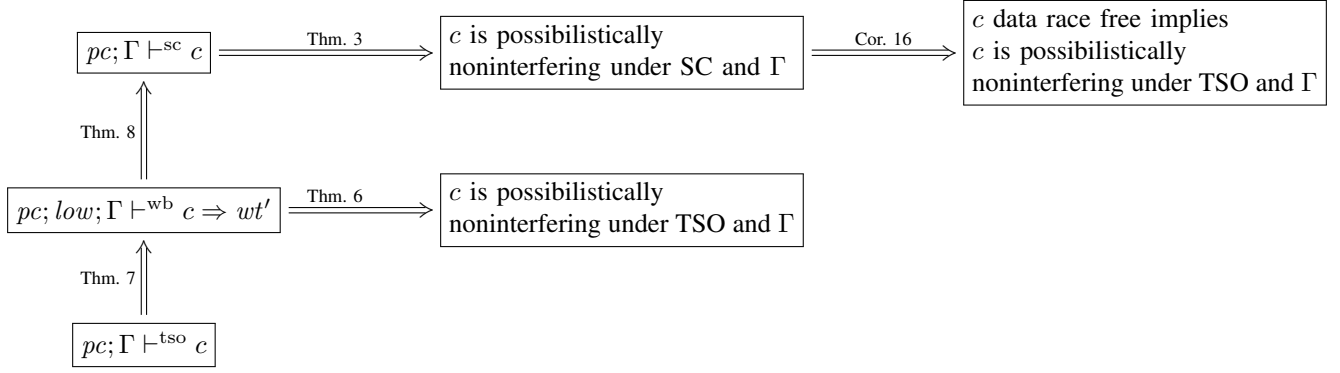 pc; Γ ⊢^sc c
Thm. 3
c is possibilistically
noninterfering under SC and Γ
Cor. 16
c data race free implies
c is possibilistically
noninterfering under TSO and Γ
Thm. 8
pc; low; Γ ⊢^wb c ⇒ wt′
Thm. 6
c is possibilistically
noninterfering under TSO and Γ
Thm. 7
pc; Γ ⊢^tso c